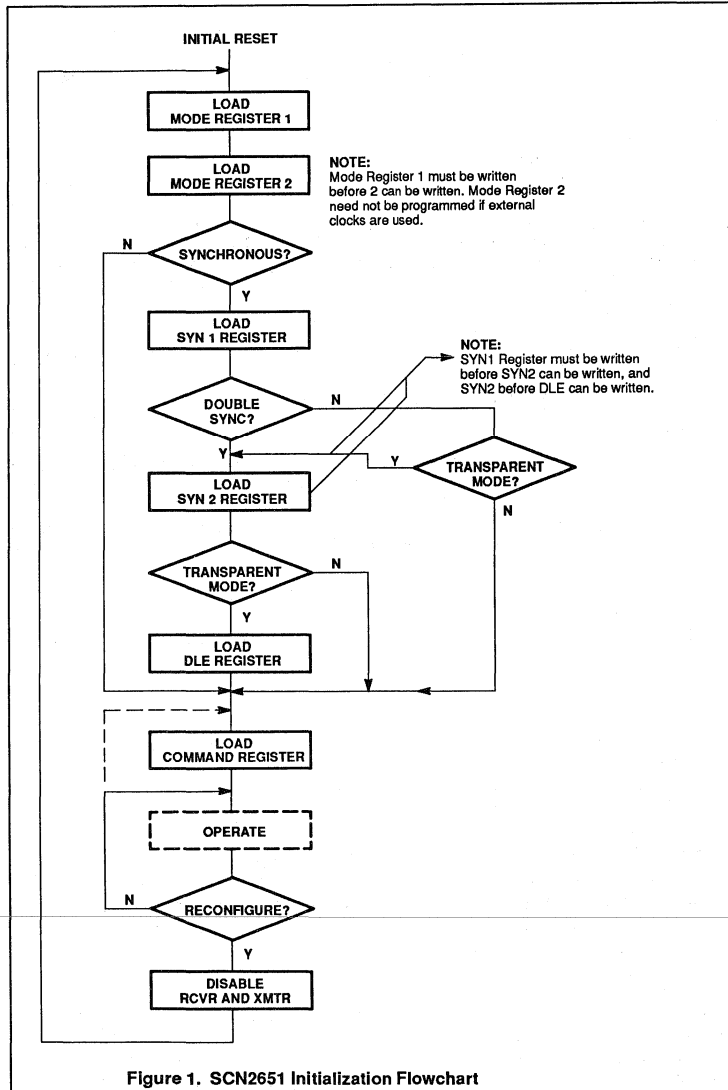 INITIAL RESET
LOAD
MODE REGISTER 1
LOAD
MODE REGISTER 2
NOTE:
Mode Register 1 must be written
before 2 can be written. Mode Register 2
need not be programmed if external
clocks are used.
N
SYNCHRONOUS?
Y
LOAD
SYN 1 REGISTER
NOTE:
SYN1 Register must be written
before SYN2 can be written, and
SYN2 before DLE can be written.
DOUBLE
SYNC?
N
Y
Y
TRANSPARENT
MODE?
N
LOAD
SYN 2 REGISTER
TRANSPARENT
MODE?
N
Y
LOAD
DLE REGISTER
LOAD
COMMAND REGISTER
OPERATE
N
RECONFIGURE?
Y
DISABLE
RCVR AND XMTR
Figure 1. SCN2651 Initialization Flowchart